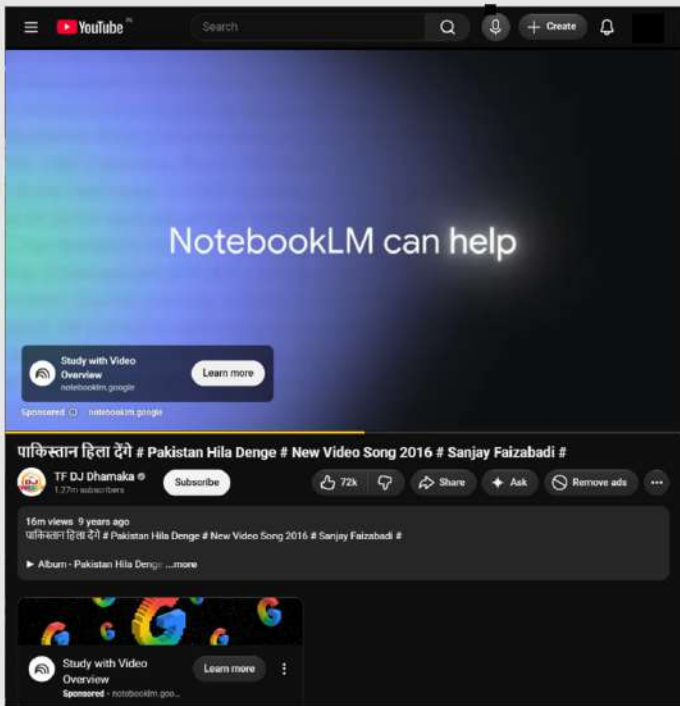 YouTube
Search
Create
NotebookLM can help
Study with Video
Overview
notebooklm.google
Learn more
Sponsored notebooklm.google
पाकिस्तान हिला देंगे # Pakistan Hila Denge # New Video Song 2016 # Sanjay Faizabadi #
TF DJ Dhamaka
1.27m subscribers
Subscribe
72k
Share
Ask
Remove ads
16m views 9 years ago
पाकिस्तान हिला देंगे # Pakistan Hila Denge # New Video Song 2016 # Sanjay Faizabadi #
► Album - Pakistan Hila Denge ...more
Study with Video
Overview
Learn more
Sponsored · notebooklm.goo...